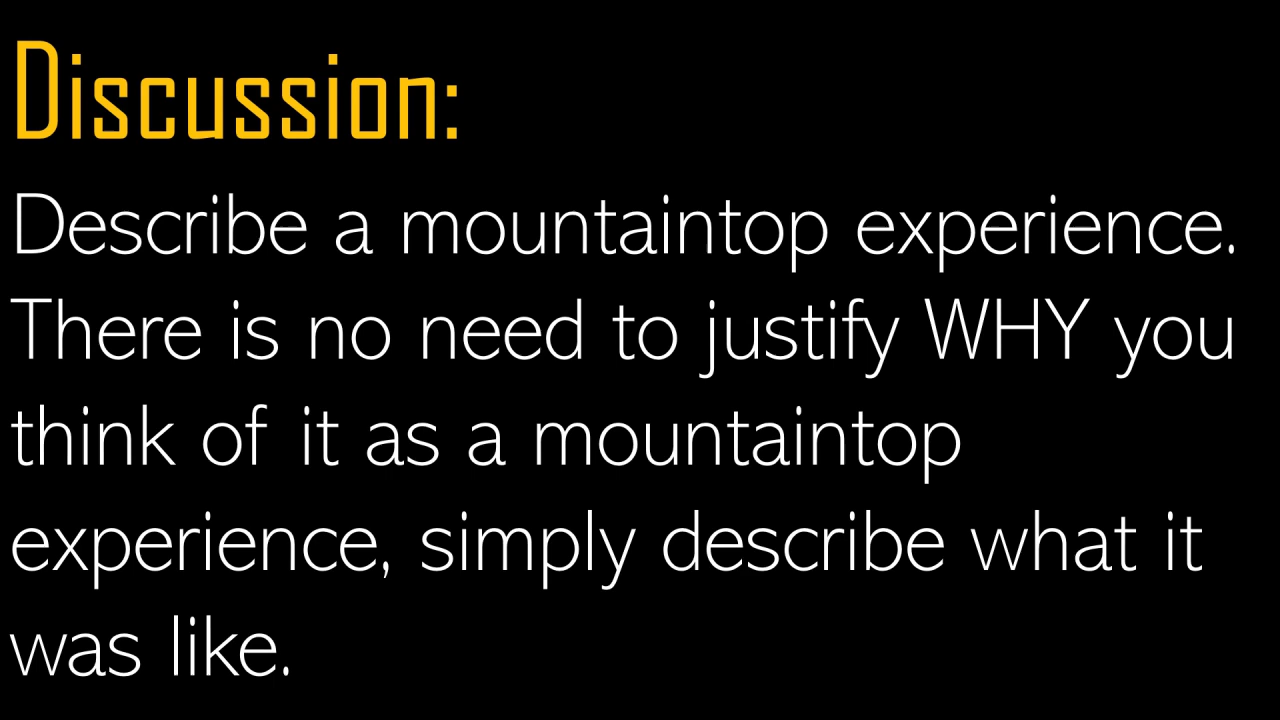 Discussion:
Describe a mountaintop experience.
There is no need to justify WHY you
think of it as a mountaintop
experience, simply describe what it
was like.